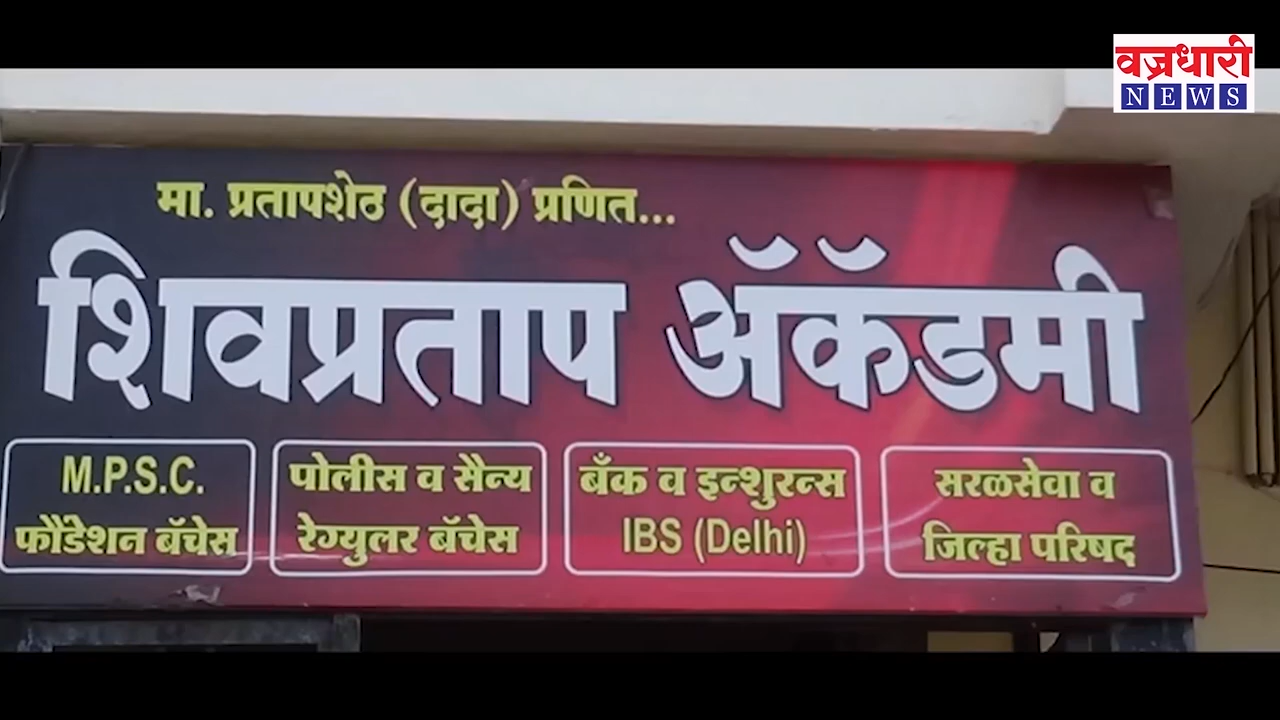 वज्रधारी
NEWS
मा. प्रतापशेठ (दादा) प्रणित...
शिवप्रताप ॲकॅडमी
M.P.S.C.
फौंडेशन बॅचेस
पोलीस व सैन्य
रेग्युलर बॅचेस
बँक व इन्शुरन्स
IBS (Delhi)
सरळसेवा व
जिल्हा परिषद